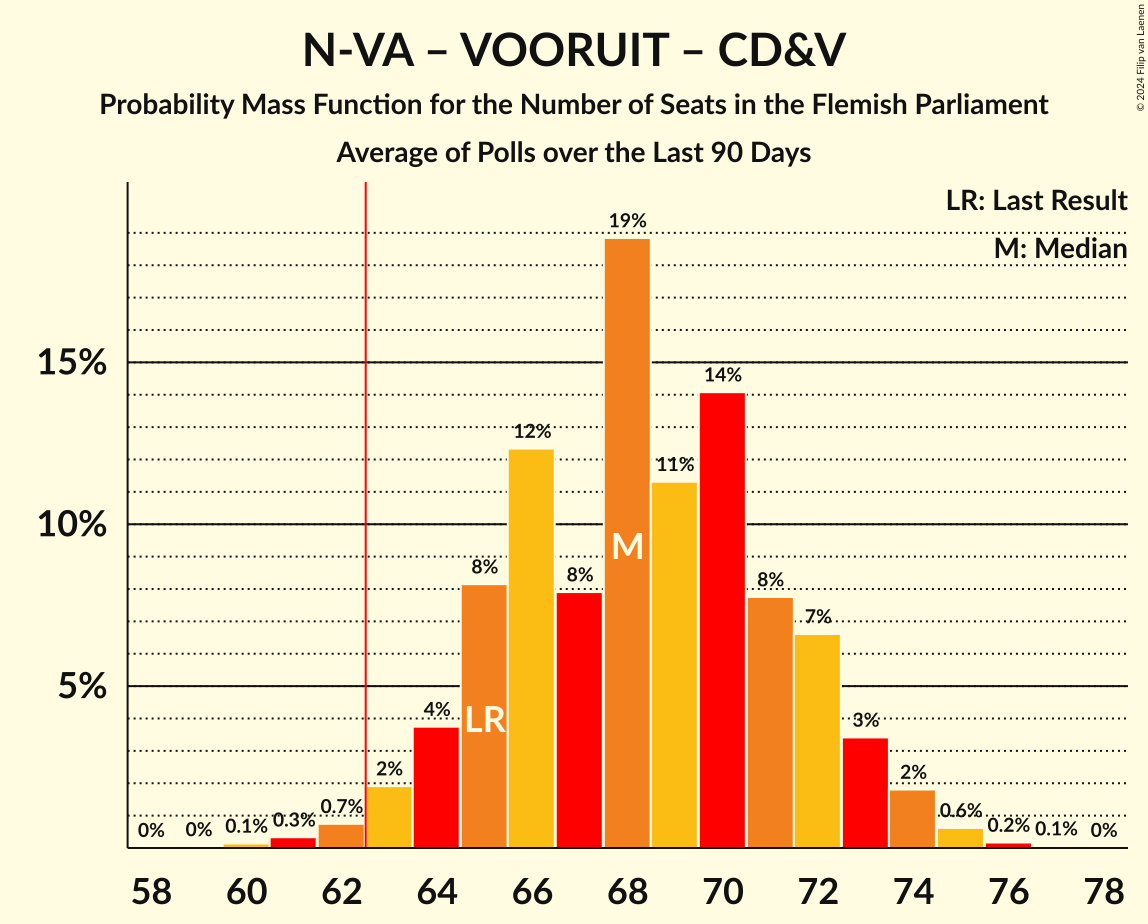 N-VA – VOORUIT – CD&V
Probability Mass Function for the Number of Seats in the Flemish Parliament
Average of Polls over the Last 90 Days
© 2024 Filip van Laenen
LR: Last Result
M: Median
19%
15%
14%
12%
11%
10%
M
8%
8%
8%
7%
5%
LR
4%
3%
2%
2%
0%
0%
0.1%
0.3%
0.7%
0.6%
0.2%
0.1%
0%
58 60 62 64 66 68 70 72 74 76 78